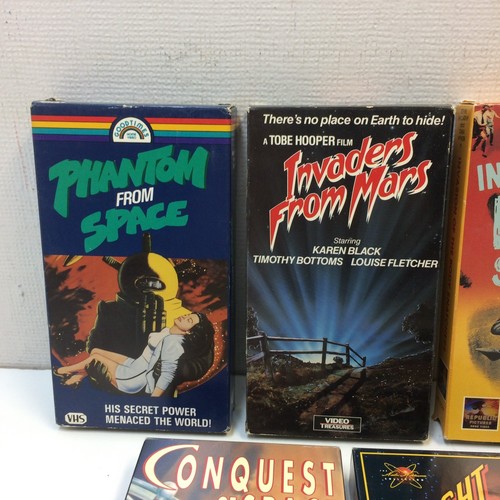 GOODTIMES
PHANTOM
FROM
SPACE
HIS SECRET POWER
MENACED THE WORLD!
VHS
There's no place on Earth to hide!
A TOBE HOOPER FILM
Invaders
From Mars
Starring
KAREN BLACK
TIMOTHY BOTTOMS LOUISE FLETCHER
VIDEO
TREASURES
IN
S
REPUBLIC
PICTURES
CONQUEST